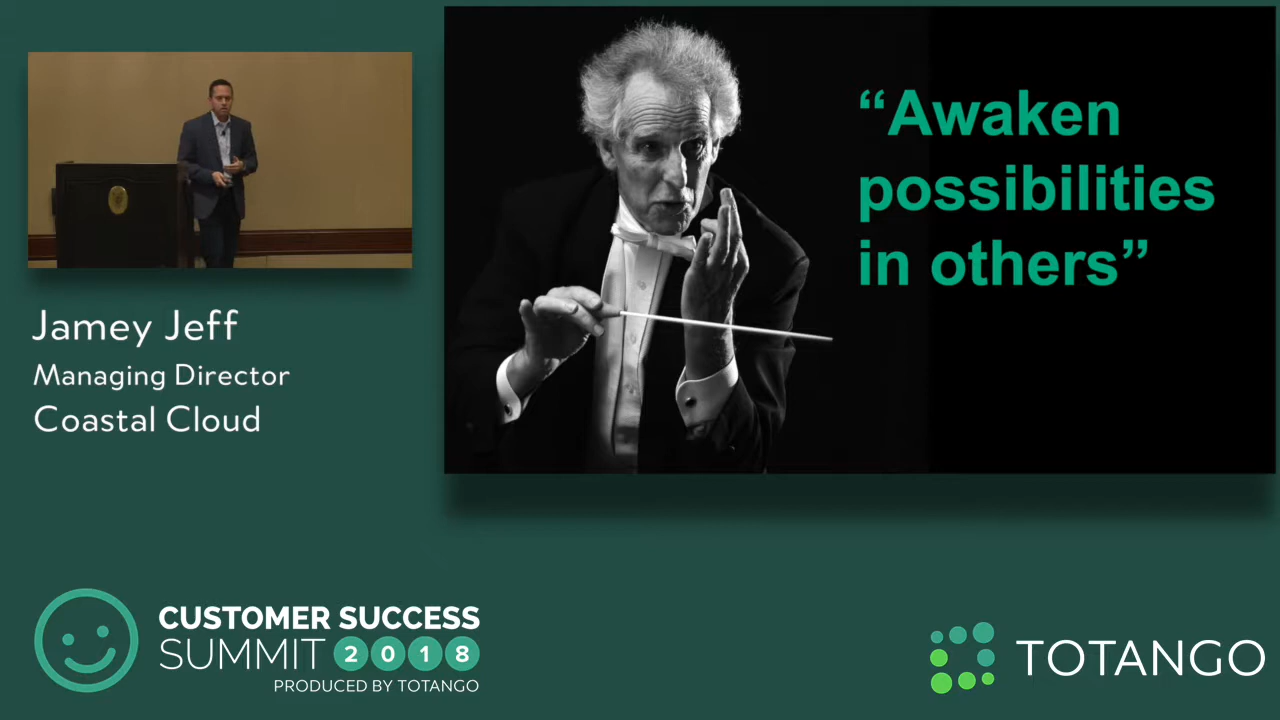 Jamey Jeff
Managing Director
Coastal Cloud
“Awaken
possibilities
in others”
CUSTOMER SUCCESS
SUMMIT 2018
PRODUCED BY TOTANGO
TOTANGO